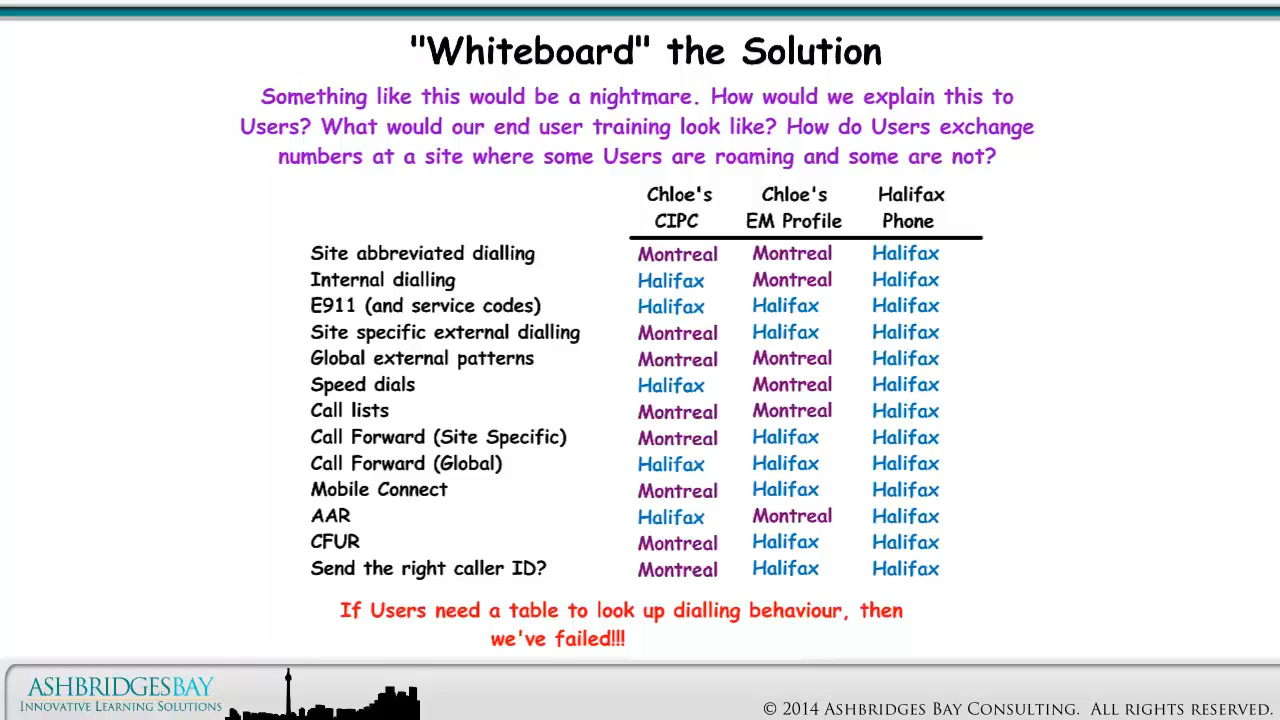 "Whiteboard" the Solution
Something like this would be a nightmare. How would we explain this to
Users? What would our end user training look like? How do Users exchange
numbers at a site where some Users are roaming and some are not?
Chloe's Chloe's Halifax
CIPC EM Profile Phone
Site abbreviated dialling Montreal Montreal Halifax
Internal dialling Halifax Montreal Halifax
E911 (and service codes) Halifax Halifax Halifax
Site specific external dialling Montreal Halifax Halifax
Global external patterns Montreal Montreal Halifax
Speed dials Halifax Montreal Halifax
Call lists Montreal Montreal Halifax
Call Forward (Site Specific) Montreal Halifax Halifax
Call Forward (Global) Halifax Halifax Halifax
Mobile Connect Montreal Halifax Halifax
AAR Halifax Montreal Halifax
CFUR Montreal Halifax Halifax
Send the right caller ID? Montreal Halifax Halifax
If Users need a table to look up dialling behaviour, then
we've failed!!!
ASHBRIDGESBAY
INNOVATIVE LEARNING SOLUTIONS
© 2014 ASHBRIDGES BAY CONSULTING. ALL RIGHTS RESERVED.